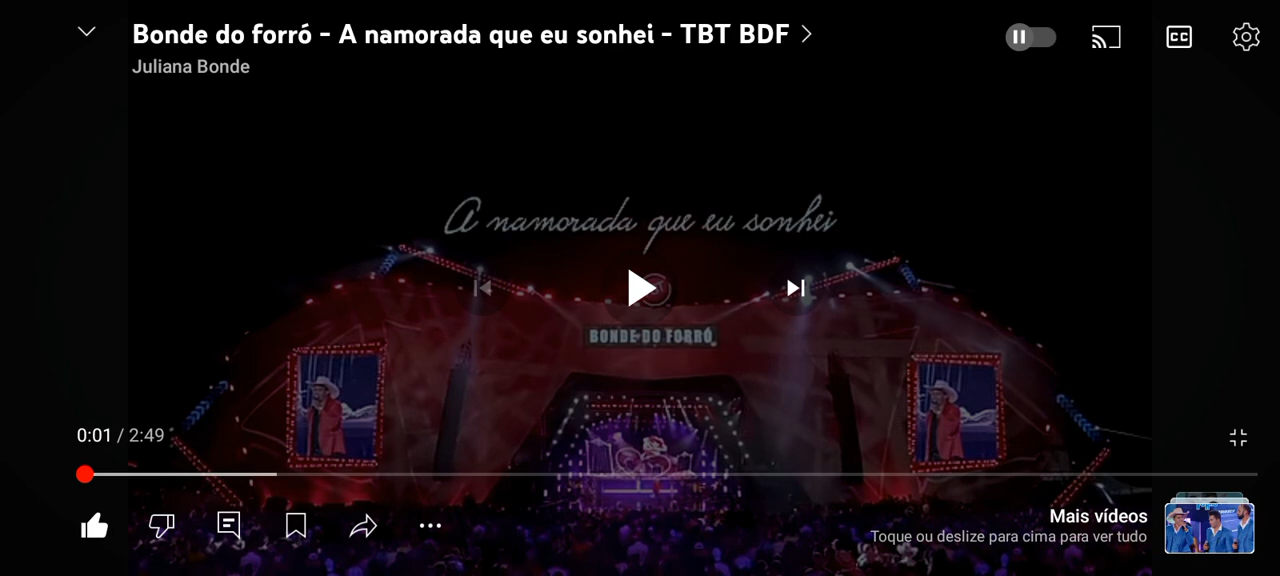 Bonde do forró - A namorada que eu sonhei - TBT BDF
Juliana Bonde
CC
A namorada que eu sonhei
BONDE DO FORRÓ
0:01 / 2:49
Mais vídeos
Toque ou deslize para cima para ver tudo